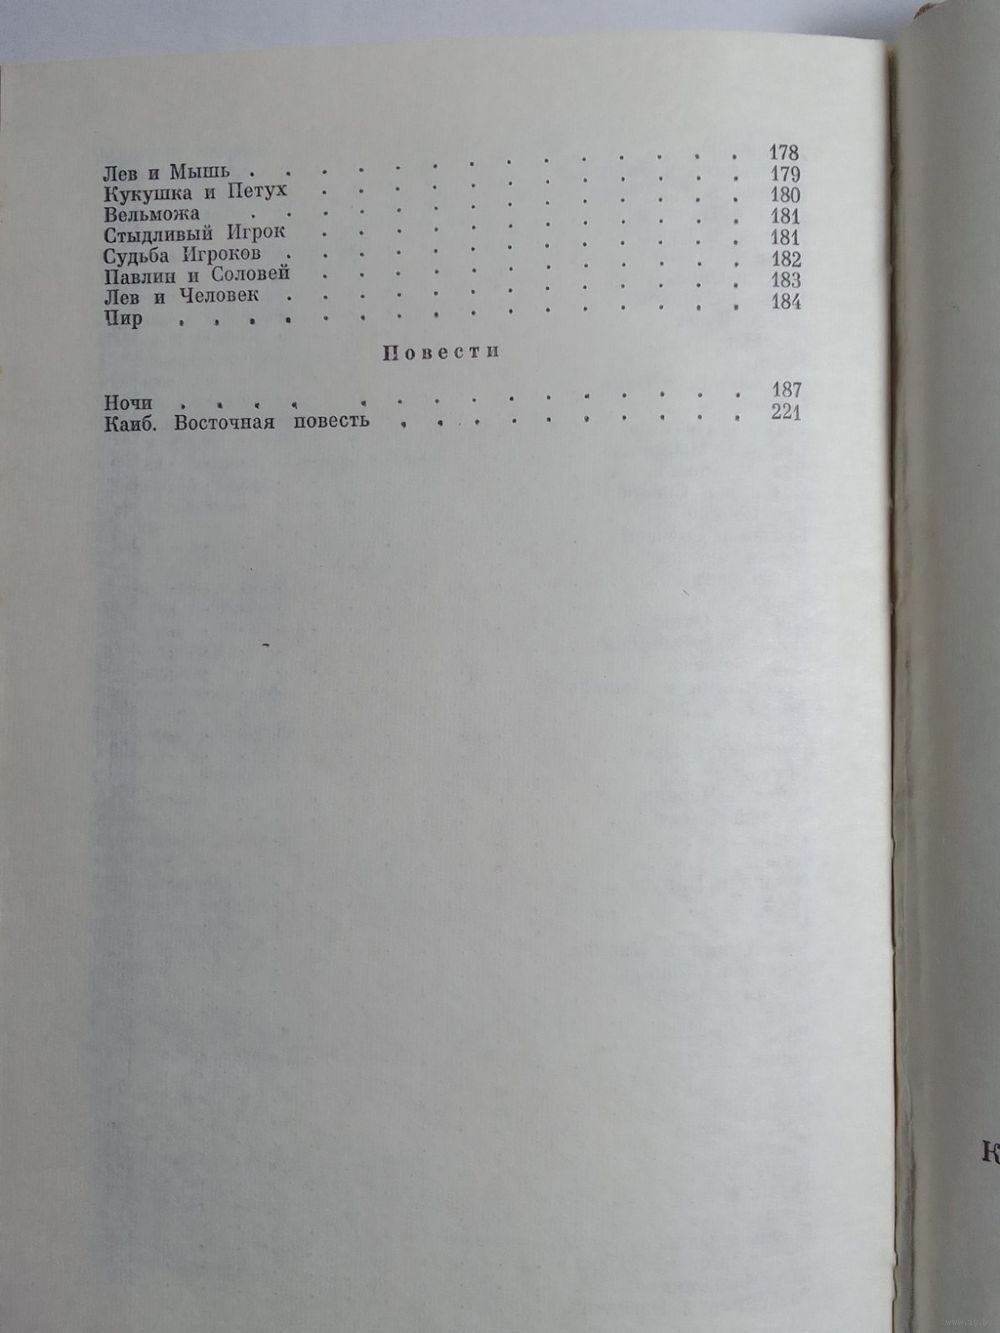 Лев и Мышь . . . . . . . . . . . . . . 178
Кукушка и Петух . . . . . . . . . . . . 179
Вельможа . . . . . . . . . . . . . . 180
Стыдливый Игрок . . . . . . . . . . . . 181
Судьба Игроков . . . . . . . . . . . . . 181
Павлин и Соловей . . . . . . . . . . . . 182
Лев и Человек . . . . . . . . . . . . . 183
Пир . . . . . . . . . . . . . . . . 184
Повести
Ночи . . . . . . . . . . . . . . . 187
Каиб. Восточная повесть . . . . . . . . . . 221
К